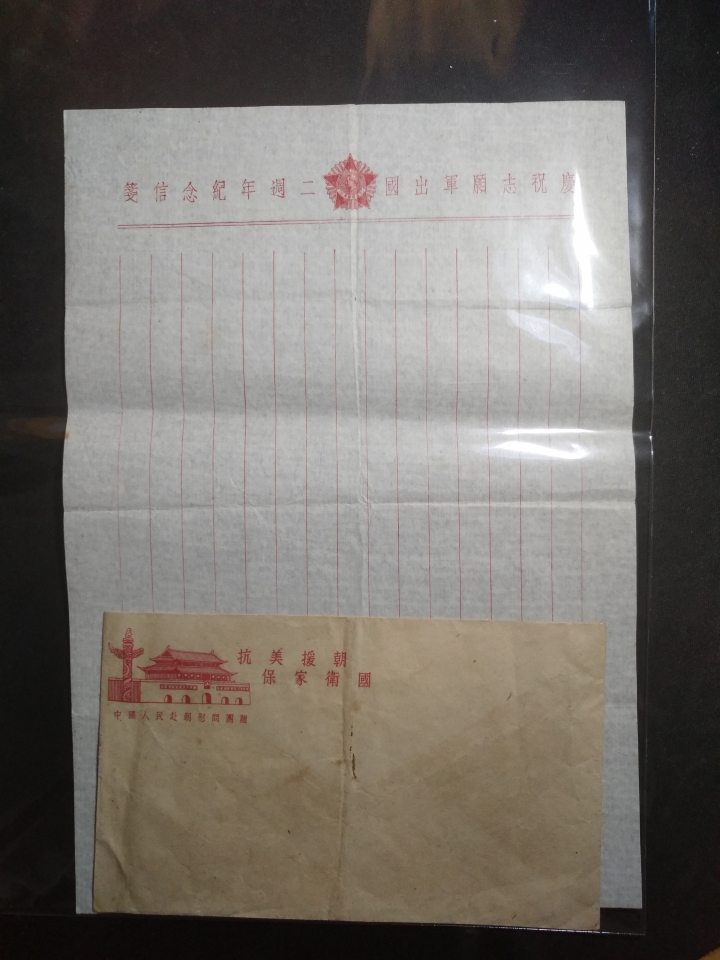 慶祝志願軍出國二週年紀念信箋
抗美援朝
保家衛國
中國人民赴朝慰問團贈